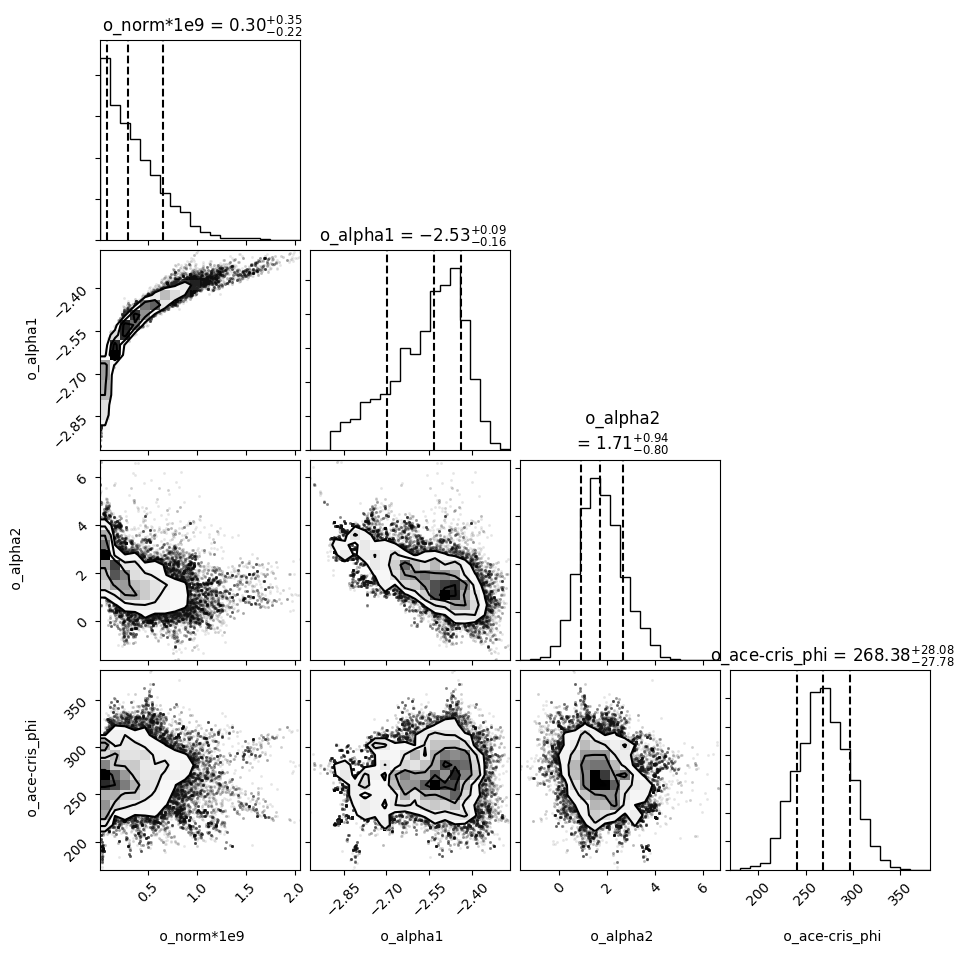 o_norm*1e9 = 0.30+0.35−0.22
o_alpha1 = −2.53+0.09−0.16
−2.40
−2.55
−2.70
−2.85
o_alpha1
o_alpha2
= 1.71+0.94−0.80
6
4
2
0
o_alpha2
o_ace-cris_phi = 268.38+28.08−27.78
350
300
250
200
o_ace-cris_phi
0.5
1.0
1.5
2.0
−2.85
−2.70
−2.55
−2.40
0
2
4
6
200
250
300
350
o_norm*1e9
o_alpha1
o_alpha2
o_ace-cris_phi